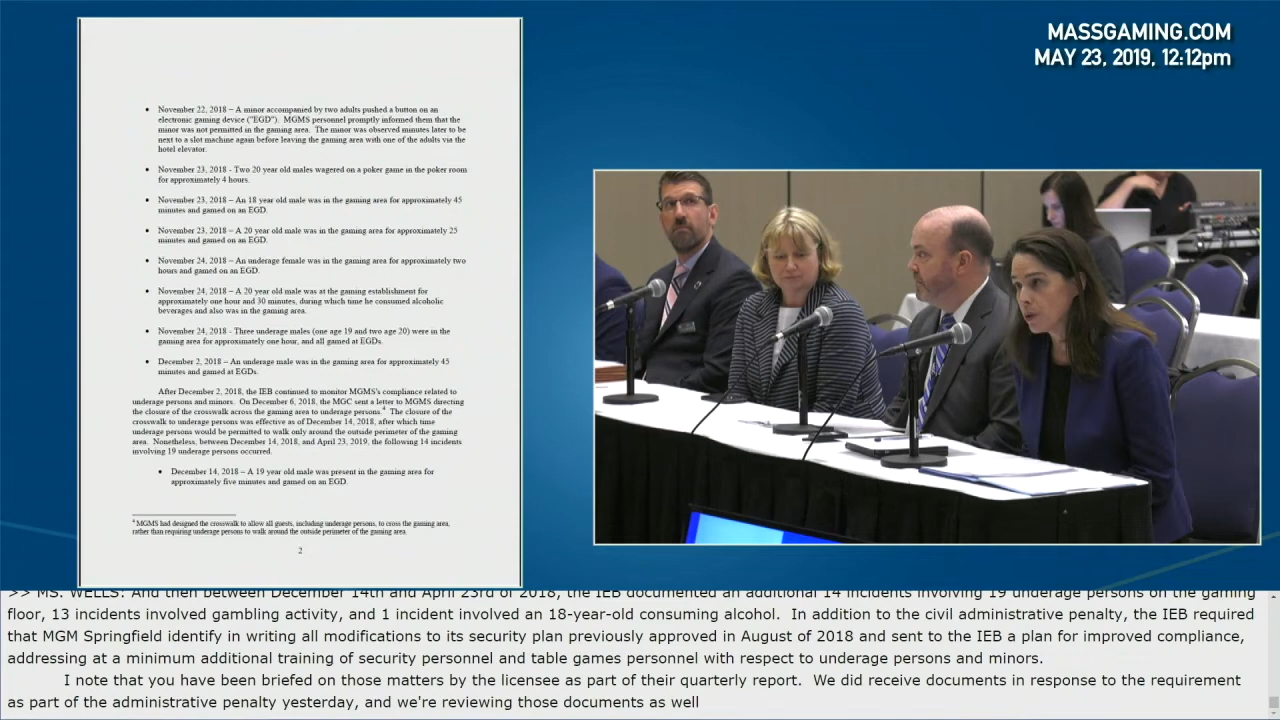 MASSGAMING.COM
MAY 23, 2019, 12:12pm
• November 22, 2018 – A minor accompanied by two adults pushed a button on an
electronic gaming device ("EGD"). MGMS personnel promptly informed them that the
minor was not permitted in the gaming area. The minor was observed minutes later to be
next to a slot machine again before leaving the gaming area with one of the adults via the
hotel elevator.
• November 23, 2018 - Two 20 year old males wagered on a poker game in the poker room
for approximately 4 hours.
• November 23, 2018 – An 18 year old male was in the gaming area for approximately 45
minutes and gamed on an EGD.
• November 23, 2018 – A 20 year old male was in the gaming area for approximately 25
minutes and gamed on an EGD.
• November 24, 2018 – An underage female was in the gaming area for approximately two
hours and gamed on an EGD.
• November 24, 2018 – A 20 year old male was at the gaming establishment for
approximately one hour and 30 minutes, during which time he consumed alcoholic
beverages and also was in the gaming area.
• November 24, 2018 - Three underage males (one age 19 and two age 20) were in the
gaming area for approximately one hour, and all gamed at EGDs.
• December 2, 2018 – An underage male was in the gaming area for approximately 45
minutes and gamed at EGDs.
After December 2, 2018, the IEB continued to monitor MGMS's compliance related to
underage persons and minors. On December 6, 2018, the MGC sent a letter to MGMS directing
the closure of the crosswalk across the gaming area to underage persons.4 The closure of the
crosswalk to underage persons was effective as of December 14, 2018, after which time
underage persons would be permitted to walk only around the outside perimeter of the gaming
area. Nonetheless, between December 14, 2018, and April 23, 2019, the following 14 incidents
involving 19 underage persons occurred.
• December 14, 2018 – A 19 year old male was present in the gaming area for
approximately five minutes and gamed on an EGD.
4 MGMS had designed the crosswalk to allow all guests, including underage persons, to cross the gaming area,
rather than requiring underage persons to walk around the outside perimeter of the gaming area.
2
>> MS. WELLS: And then between December 14th and April 23rd of 2018, the IEB documented an additional 14 incidents involving 19 underage persons on the gaming
floor, 13 incidents involved gambling activity, and 1 incident involved an 18-year-old consuming alcohol. In addition to the civil administrative penalty, the IEB required
that MGM Springfield identify in writing all modifications to its security plan previously approved in August of 2018 and sent to the IEB a plan for improved compliance,
addressing at a minimum additional training of security personnel and table games personnel with respect to underage persons and minors.
I note that you have been briefed on those matters by the licensee as part of their quarterly report. We did receive documents in response to the requirement
as part of the administrative penalty yesterday, and we're reviewing those documents as well